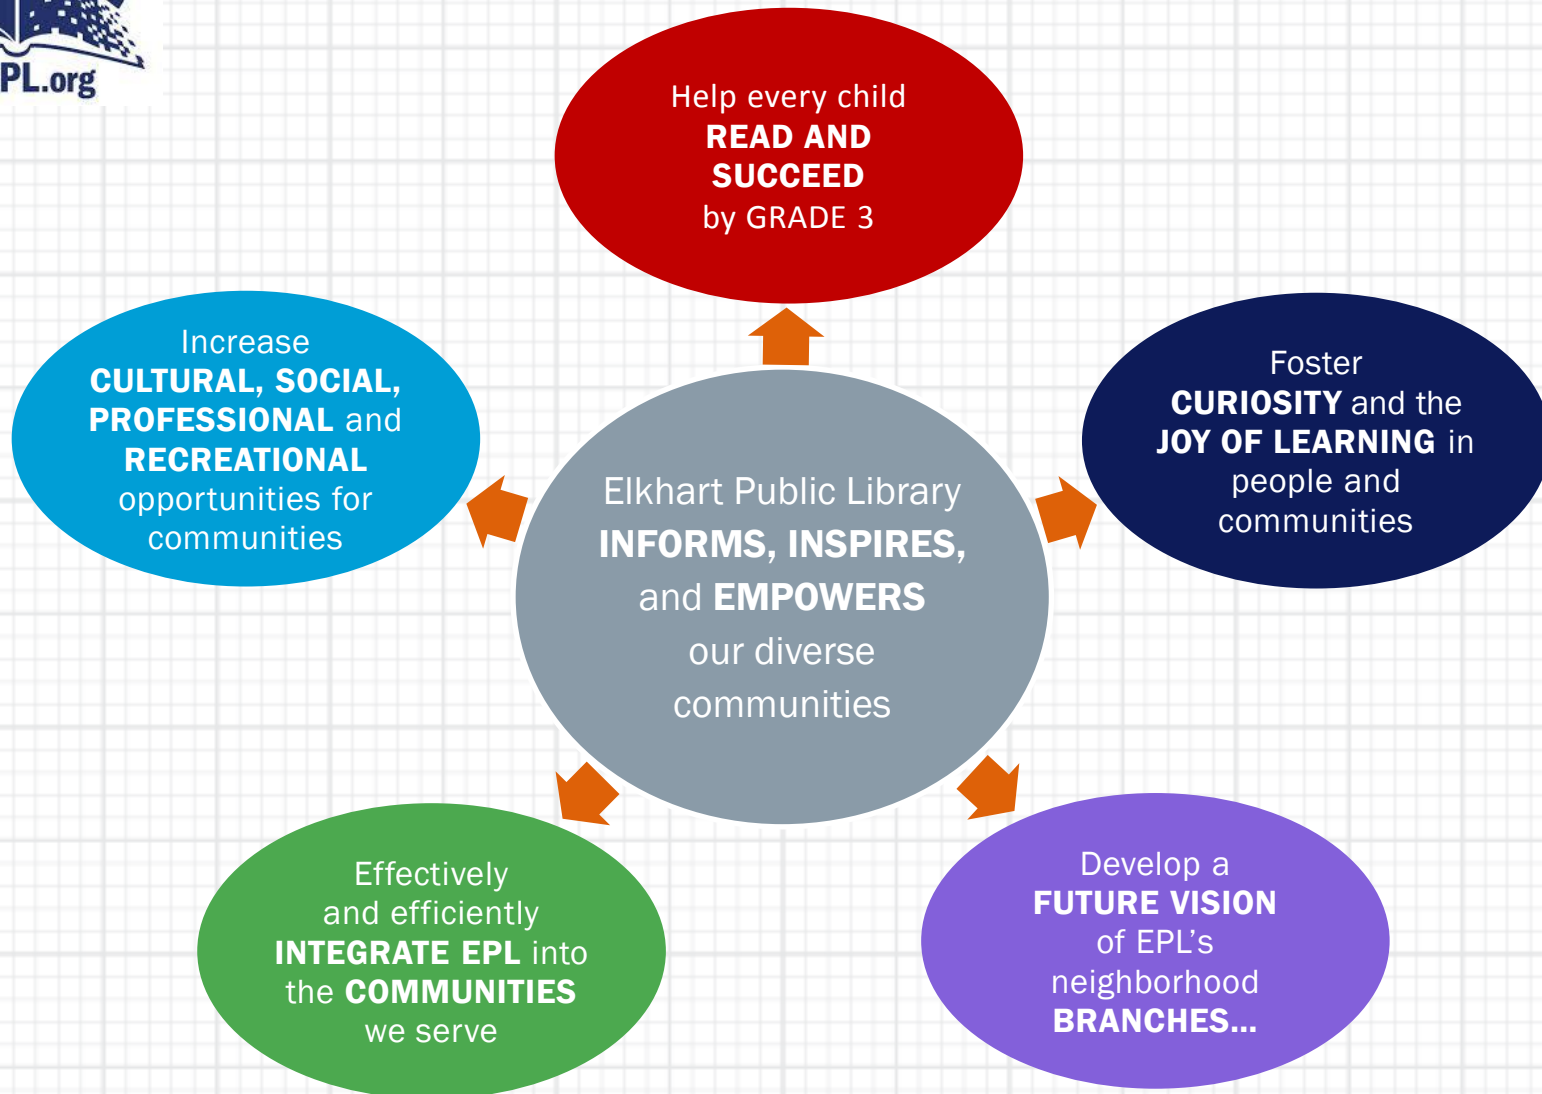 PL.org
Help every child
READ AND
SUCCEED
by GRADE 3
Increase
CULTURAL, SOCIAL,
PROFESSIONAL and
RECREATIONAL
opportunities for
communities
Foster
CURIOSITY and the
JOY OF LEARNING in
people and
communities
Elkhart Public Library
INFORMS, INSPIRES,
and EMPOWERS
our diverse
communities
Effectively
and efficiently
INTEGRATE EPL into
the COMMUNITIES
we serve
Develop a
FUTURE VISION
of EPL's
neighborhood
BRANCHES...